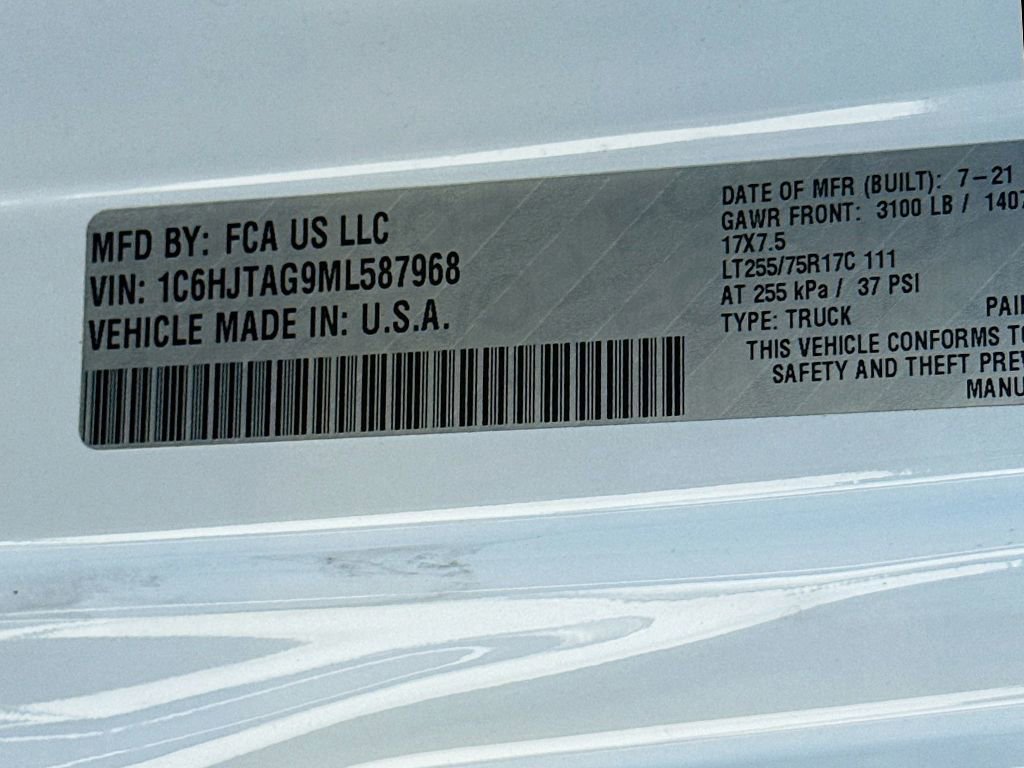 MFD BY: FCA US LLC
VIN: 1C6HJTAG9ML587968
VEHICLE MADE IN: U.S.A.
DATE OF MFR (BUILT): 7-21
GAWR FRONT: 3100 LB / 1407
17X7.5
LT255/75R17C 111
AT 255 kPa / 37 PSI
TYPE: TRUCK
THIS VEHICLE CONFORMS
SAFETY AND THEFT